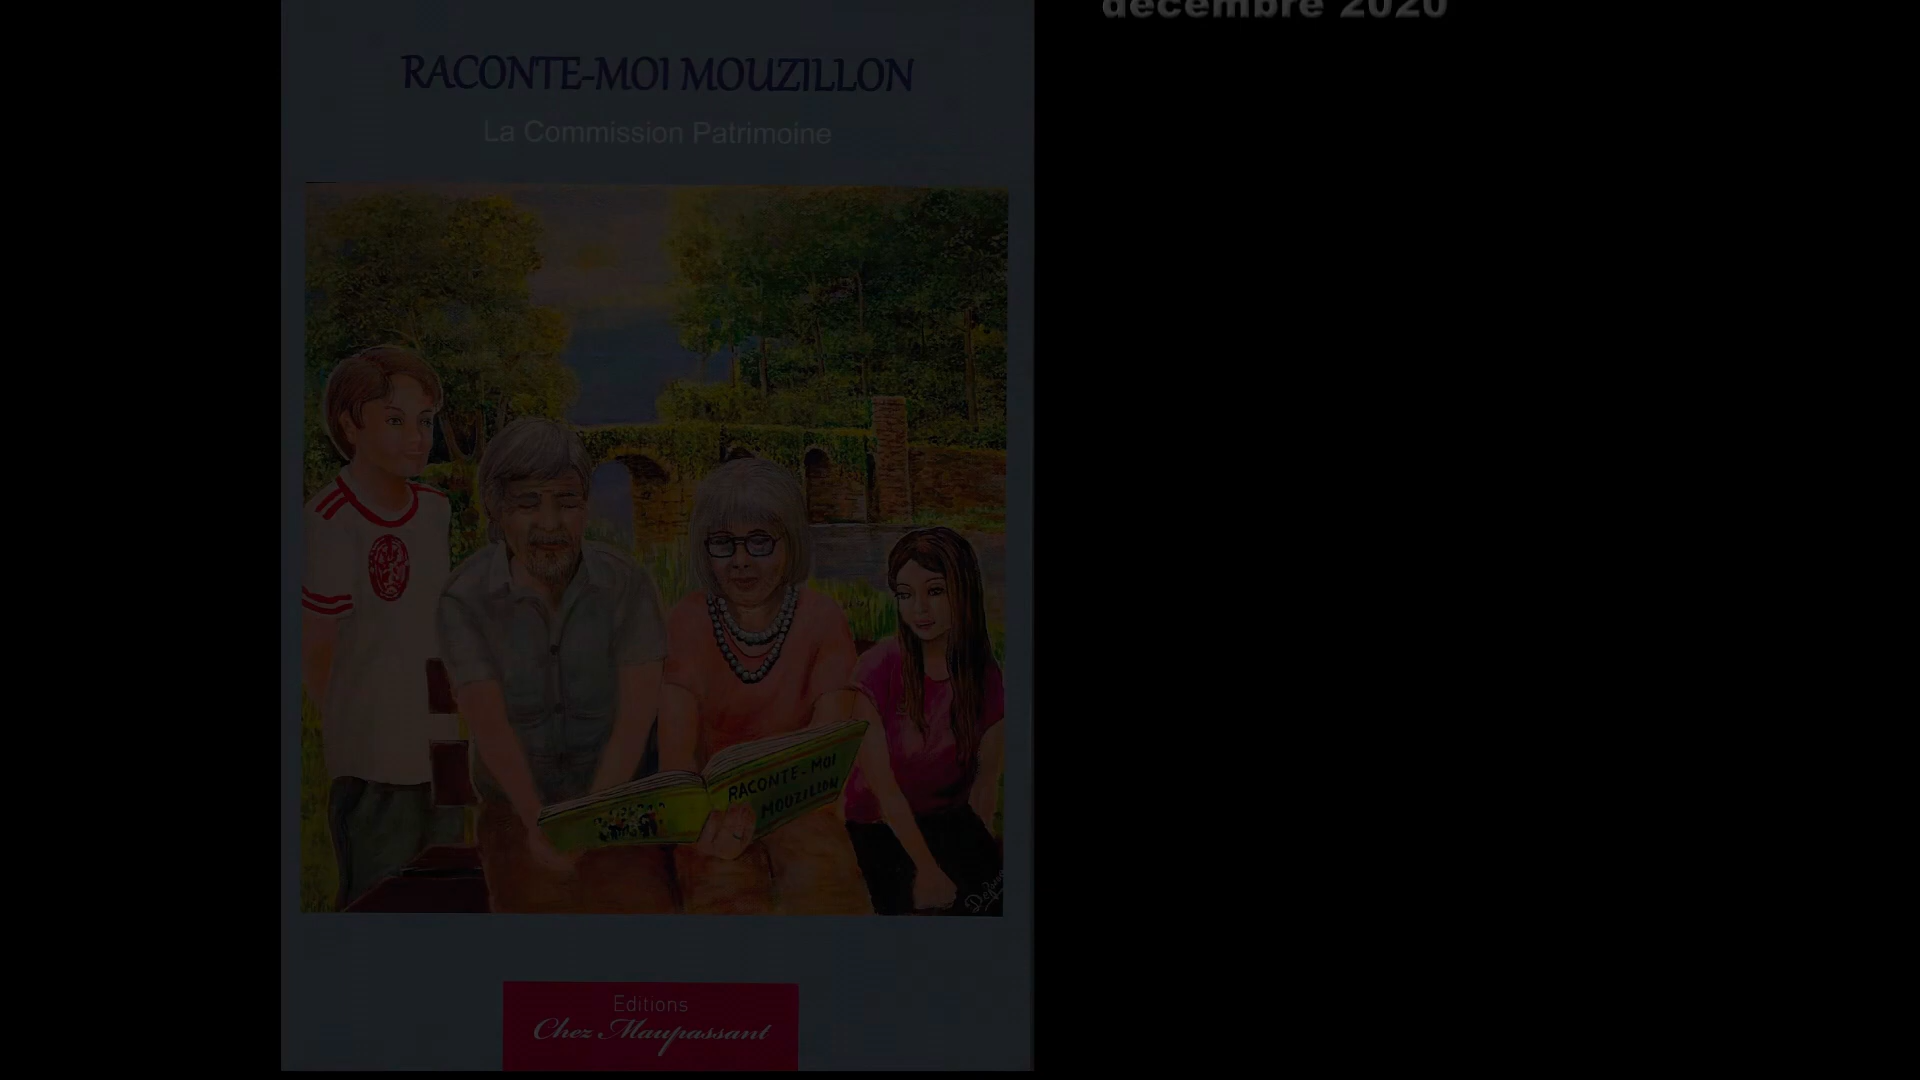 décembre 2020
RACONTE-MOI MOUZILLON
La Commission Patrimoine
RACONTE-MOI
MOUZILLON
Editions
Chez Maupassant